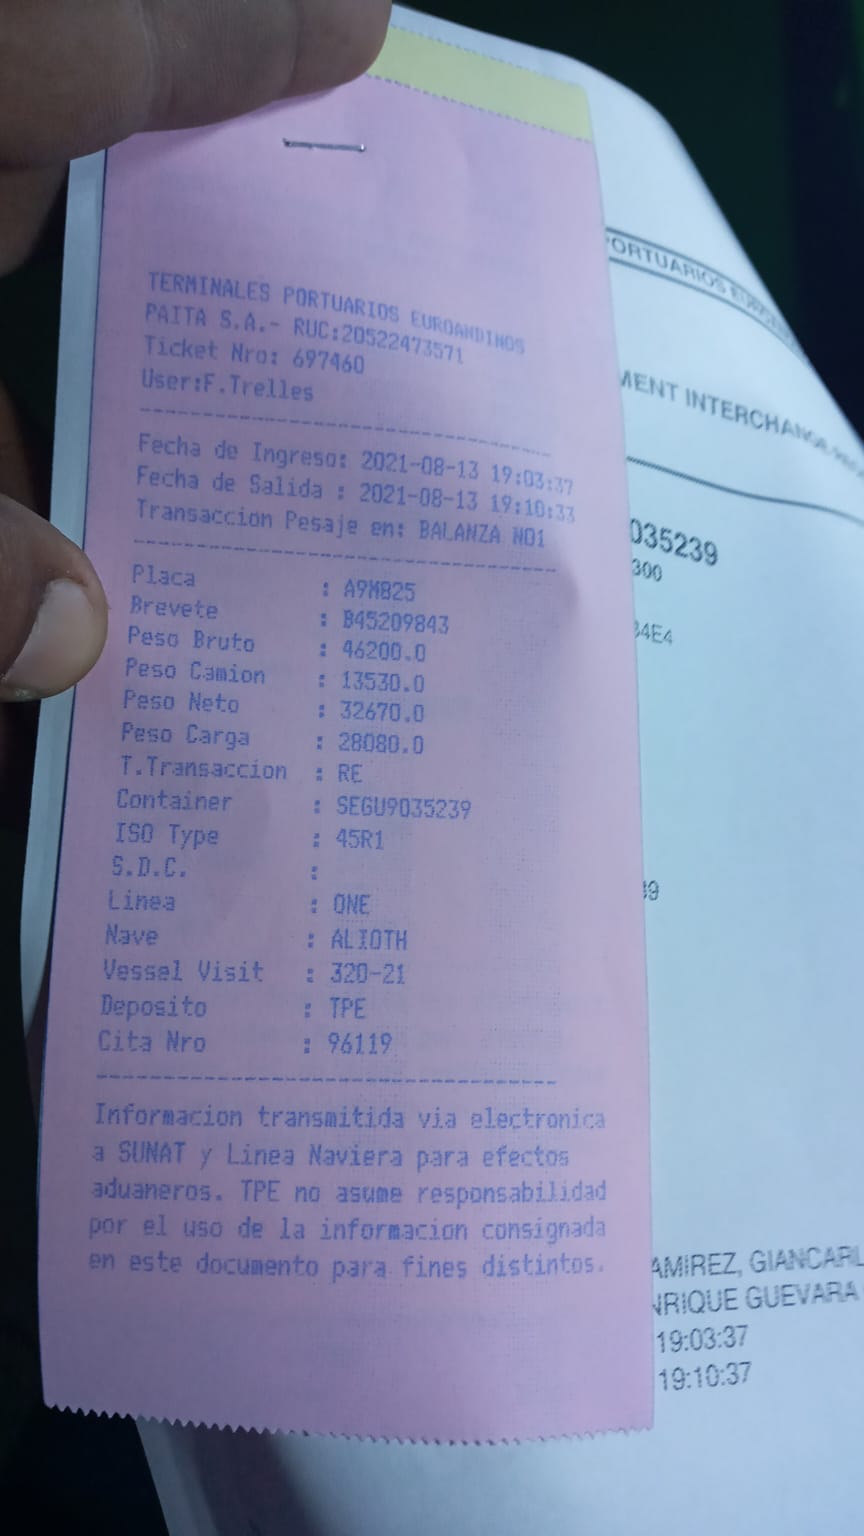 TERMINALES PORTUARIOS EUROANDINOS
PAITA S.A.- RUC:20522473571
Ticket Nro: 697460
User:F.Trelles
Fecha de Ingreso: 2021-08-13 19:03:37
Fecha de Salida : 2021-08-13 19:10:33
Transaccion Pesaje en: BALANZA NO1
Placa : A9M825
Brevete : B45209843
Peso Bruto : 46200.0
Peso Camion : 13530.0
Peso Neto : 32670.0
Peso Carga : 28080.0
T.Transaccion : RE
Container : SEGU9035239
ISO Type : 45R1
S.D.C. :
Linea : ONE
Nave : ALIOTH
Vessel Visit : 320-21
Deposito : TPE
Cita Nro : 96119
Informacion transmitida via electronica
a SUNAT y Linea Naviera para efectos
aduaneros. TPE no asume responsabilidad
por el uso de la informacion consignada
en este documento para fines distintos.
PORTUARIOS
MENT INTERCHANGE
035239
300
34E4
39
AMIREZ, GIANCARL
NRIQUE GUEVARA
19:03:37
19:10:37